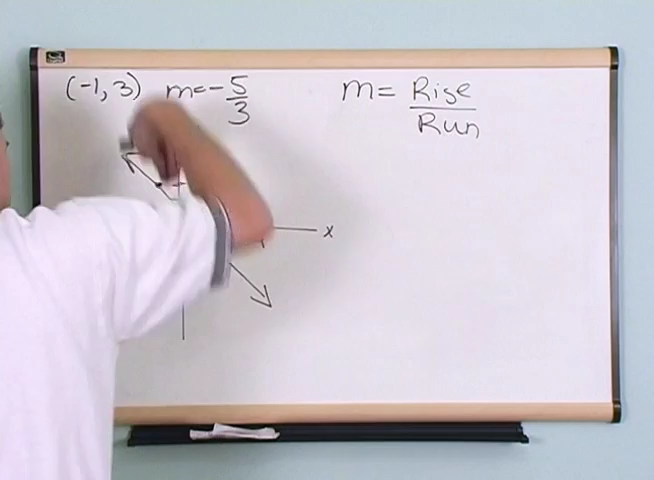 (-1, 3) m = -5/3
m = Rise/Run
x